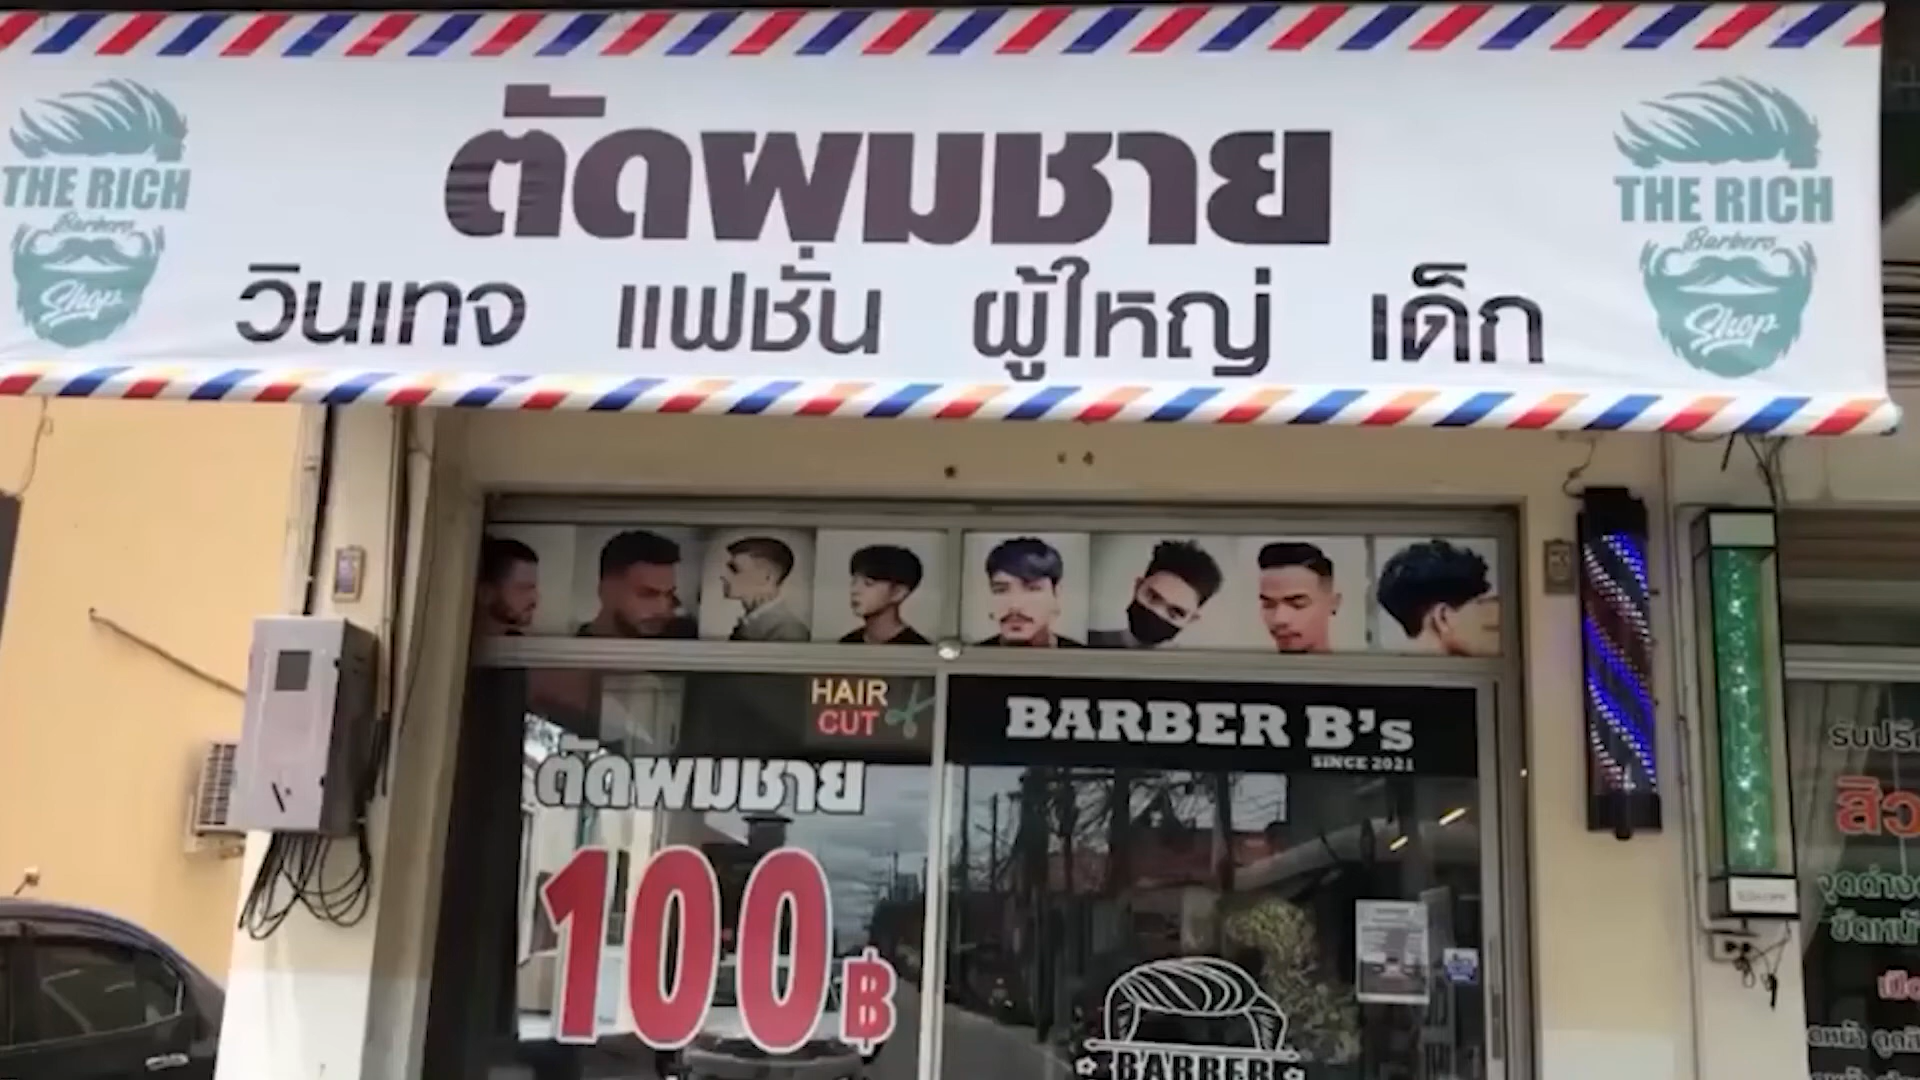 ตัดผมชาย
วินเทจ แฟชั่น ผู้ใหญ่ เด็ก
THE RICH
Barbers
Shop
THE RICH
Barbers
Shop
HAIR
CUT
ตัดผมชาย
100฿
BARBER B's
SINCE 2021
BARBER
สิว